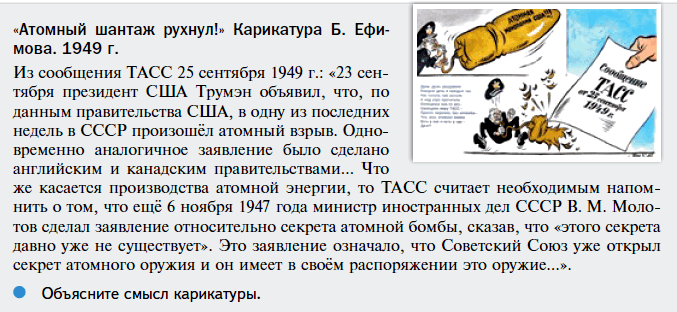 «Атомный шантаж рухнул!» Карикатура Б. Ефи-
мова. 1949 г.
Из сообщения ТАСС 25 сентября 1949 г.: «23 сен-
тября президент США Трумэн объявил, что, по
данным правительства США, в одну из последних
недель в СССР произошёл атомный взрыв. Одно-
временно аналогичное заявление было сделано
английским и канадским правительствами... Что
же касается производства атомной энергии, то ТАСС считает необходимым напом-
нить о том, что ещё 6 ноября 1947 года министр иностранных дел СССР В. М. Моло-
тов сделал заявление относительно секрета атомной бомбы, сказав, что «этого секрета
давно уже не существует». Это заявление означало, что Советский Союз уже открыл
секрет атомного оружия и он имеет в своём распоряжении это оружие...».
Объясните смысл карикатуры.
АТОМНАЯ
Сообщение
ТАСС
от 25 сентября
1949 г.